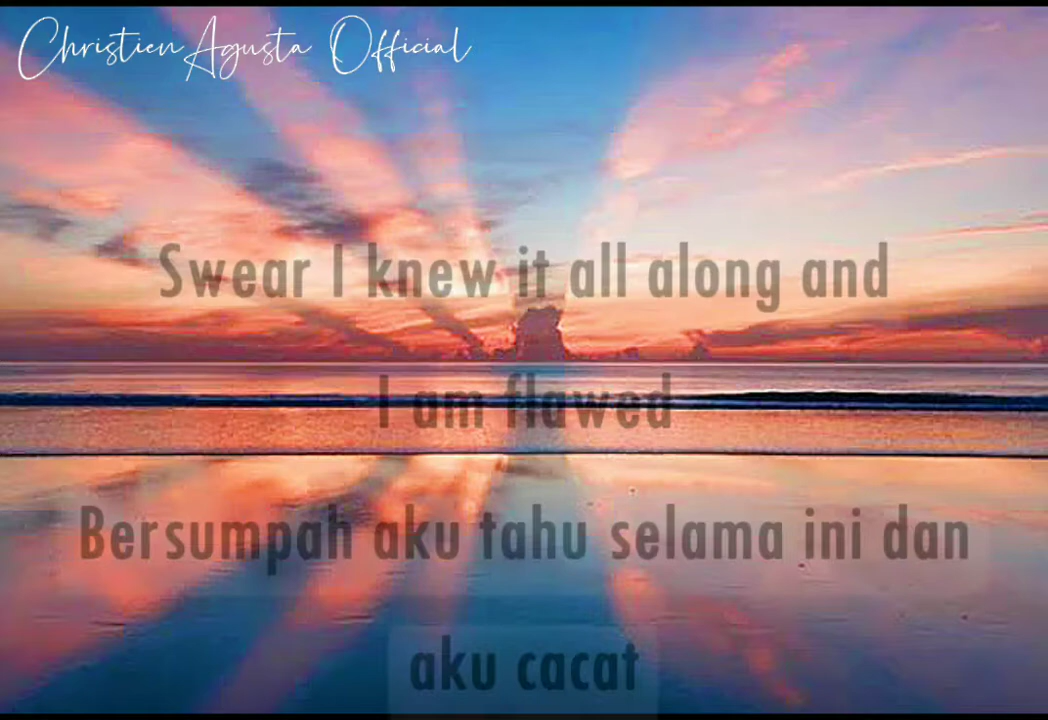 Christien Agusta Official
Swear I knew it all along and
I am flawed
Bersumpah aku tahu selama ini dan
aku cacat